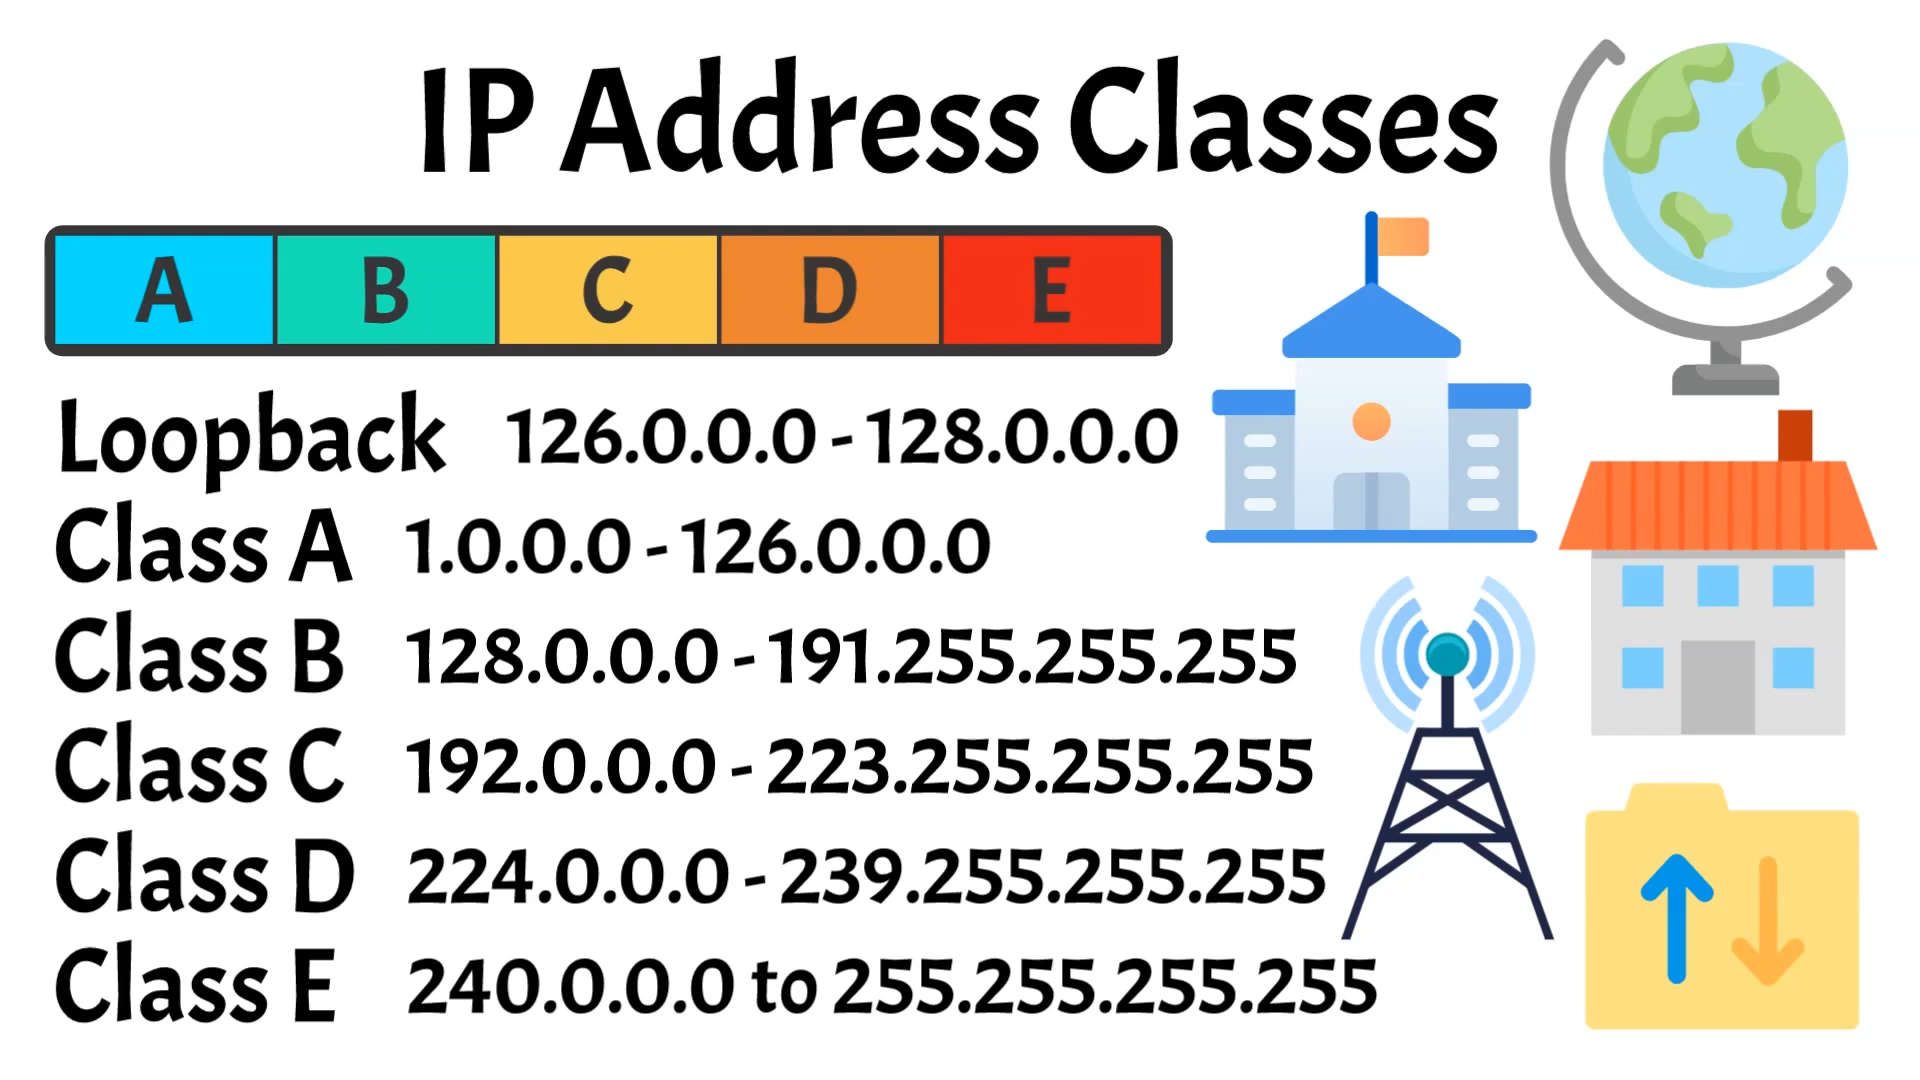 IP Address Classes
A B C D E
Loopback 126.0.0.0 - 128.0.0.0
Class A 1.0.0.0 - 126.0.0.0
Class B 128.0.0.0 - 191.255.255.255
Class C 192.0.0.0 - 223.255.255.255
Class D 224.0.0.0 - 239.255.255.255
Class E 240.0.0.0 to 255.255.255.255